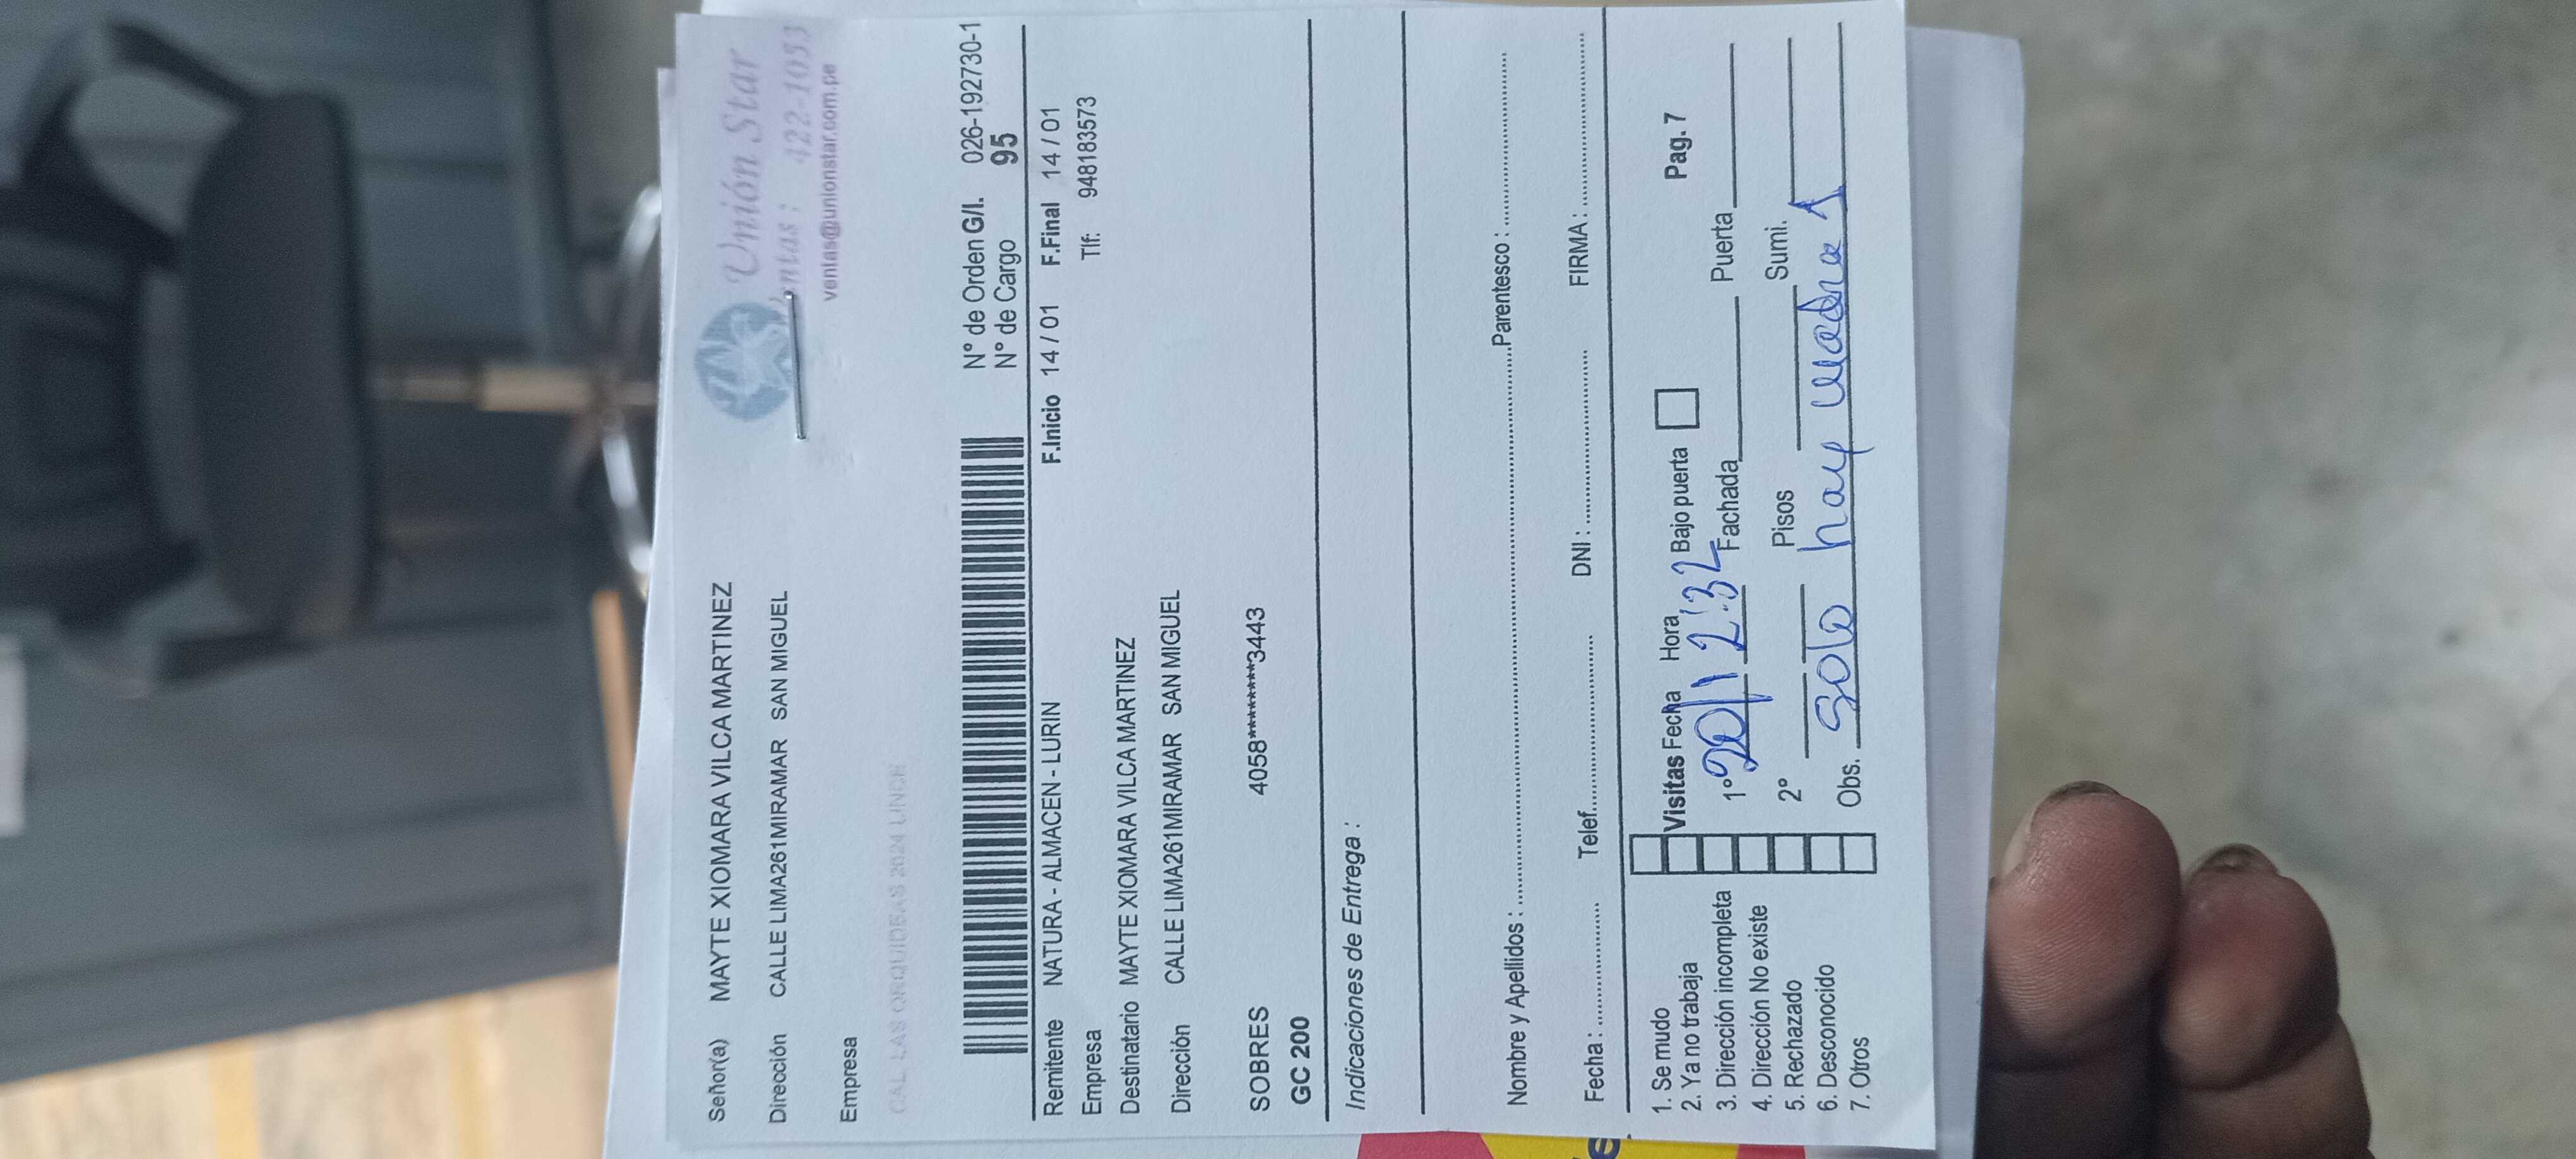 Señor(a) MAYTE XIOMARA VILCA MARTINEZ
Unión Star
Dirección CALLE LIMA261MIRAMAR SAN MIGUEL
422-1053
ventas@unionstar.com.pe
Empresa
CAL LAS ORQUIDEAS 2624 LINCE
N° de Orden G/I. 026-192730-1
N° de Cargo 95
Remitente NATURA - ALMACEN - LURIN F.Inicio 14 / 01 F.Final 14 / 01
Empresa Tlf: 948183573
Destinatario MAYTE XIOMARA VILCA MARTINEZ
Dirección CALLE LIMA261MIRAMAR SAN MIGUEL
SOBRES 4058********3443
GC 200
Indicaciones de Entrega :
Nombre y Apellidos : Parentesco :
Fecha : Telef. DNI : FIRMA :
1. Se mudo
2. Ya no trabaja Visitas Fecha Hora Bajo puerta Pag. 7
3. Dirección incompleta 1° 20/1 2:32 Fachada Puerta
4. Dirección No existe
5. Rechazado 2° Pisos Sumi.
6. Desconocido
7. Otros Obs. solo hay cuadra 1